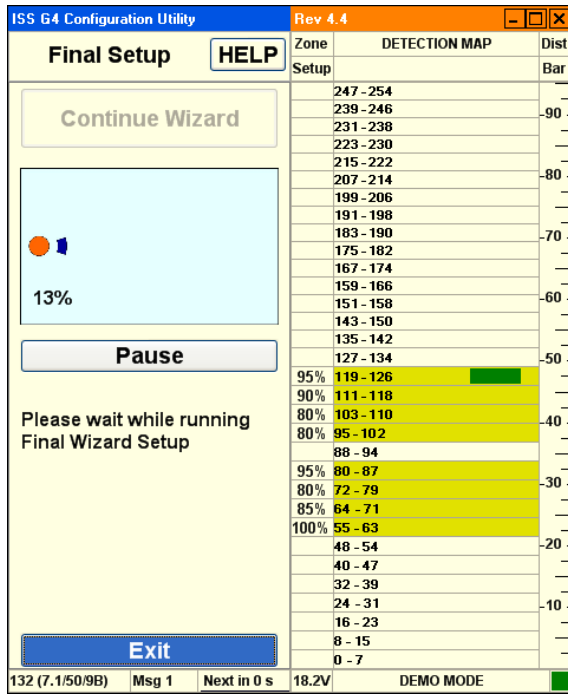 ISS G4 Configuration Utility
Rev 4.4
Final Setup
HELP
Zone
Setup
DETECTION MAP
Dist
Bar
Continue Wizard
13%
Pause
Please wait while running
Final Wizard Setup
Exit
247 - 254
239 - 246
231 - 238
223 - 230
215 - 222
207 - 214
199 - 206
191 - 198
183 - 190
175 - 182
167 - 174
159 - 166
151 - 158
143 - 150
135 - 142
127 - 134
95% 119 - 126
90% 111 - 118
80% 103 - 110
80% 95 - 102
88 - 94
95% 80 - 87
80% 72 - 79
85% 64 - 71
100% 55 - 63
48 - 54
40 - 47
32 - 39
24 - 31
16 - 23
8 - 15
0 - 7
90
80
70
60
50
40
30
20
10
132 (7.1/50/9B) Msg 1 Next in 0 s 18.2V DEMO MODE